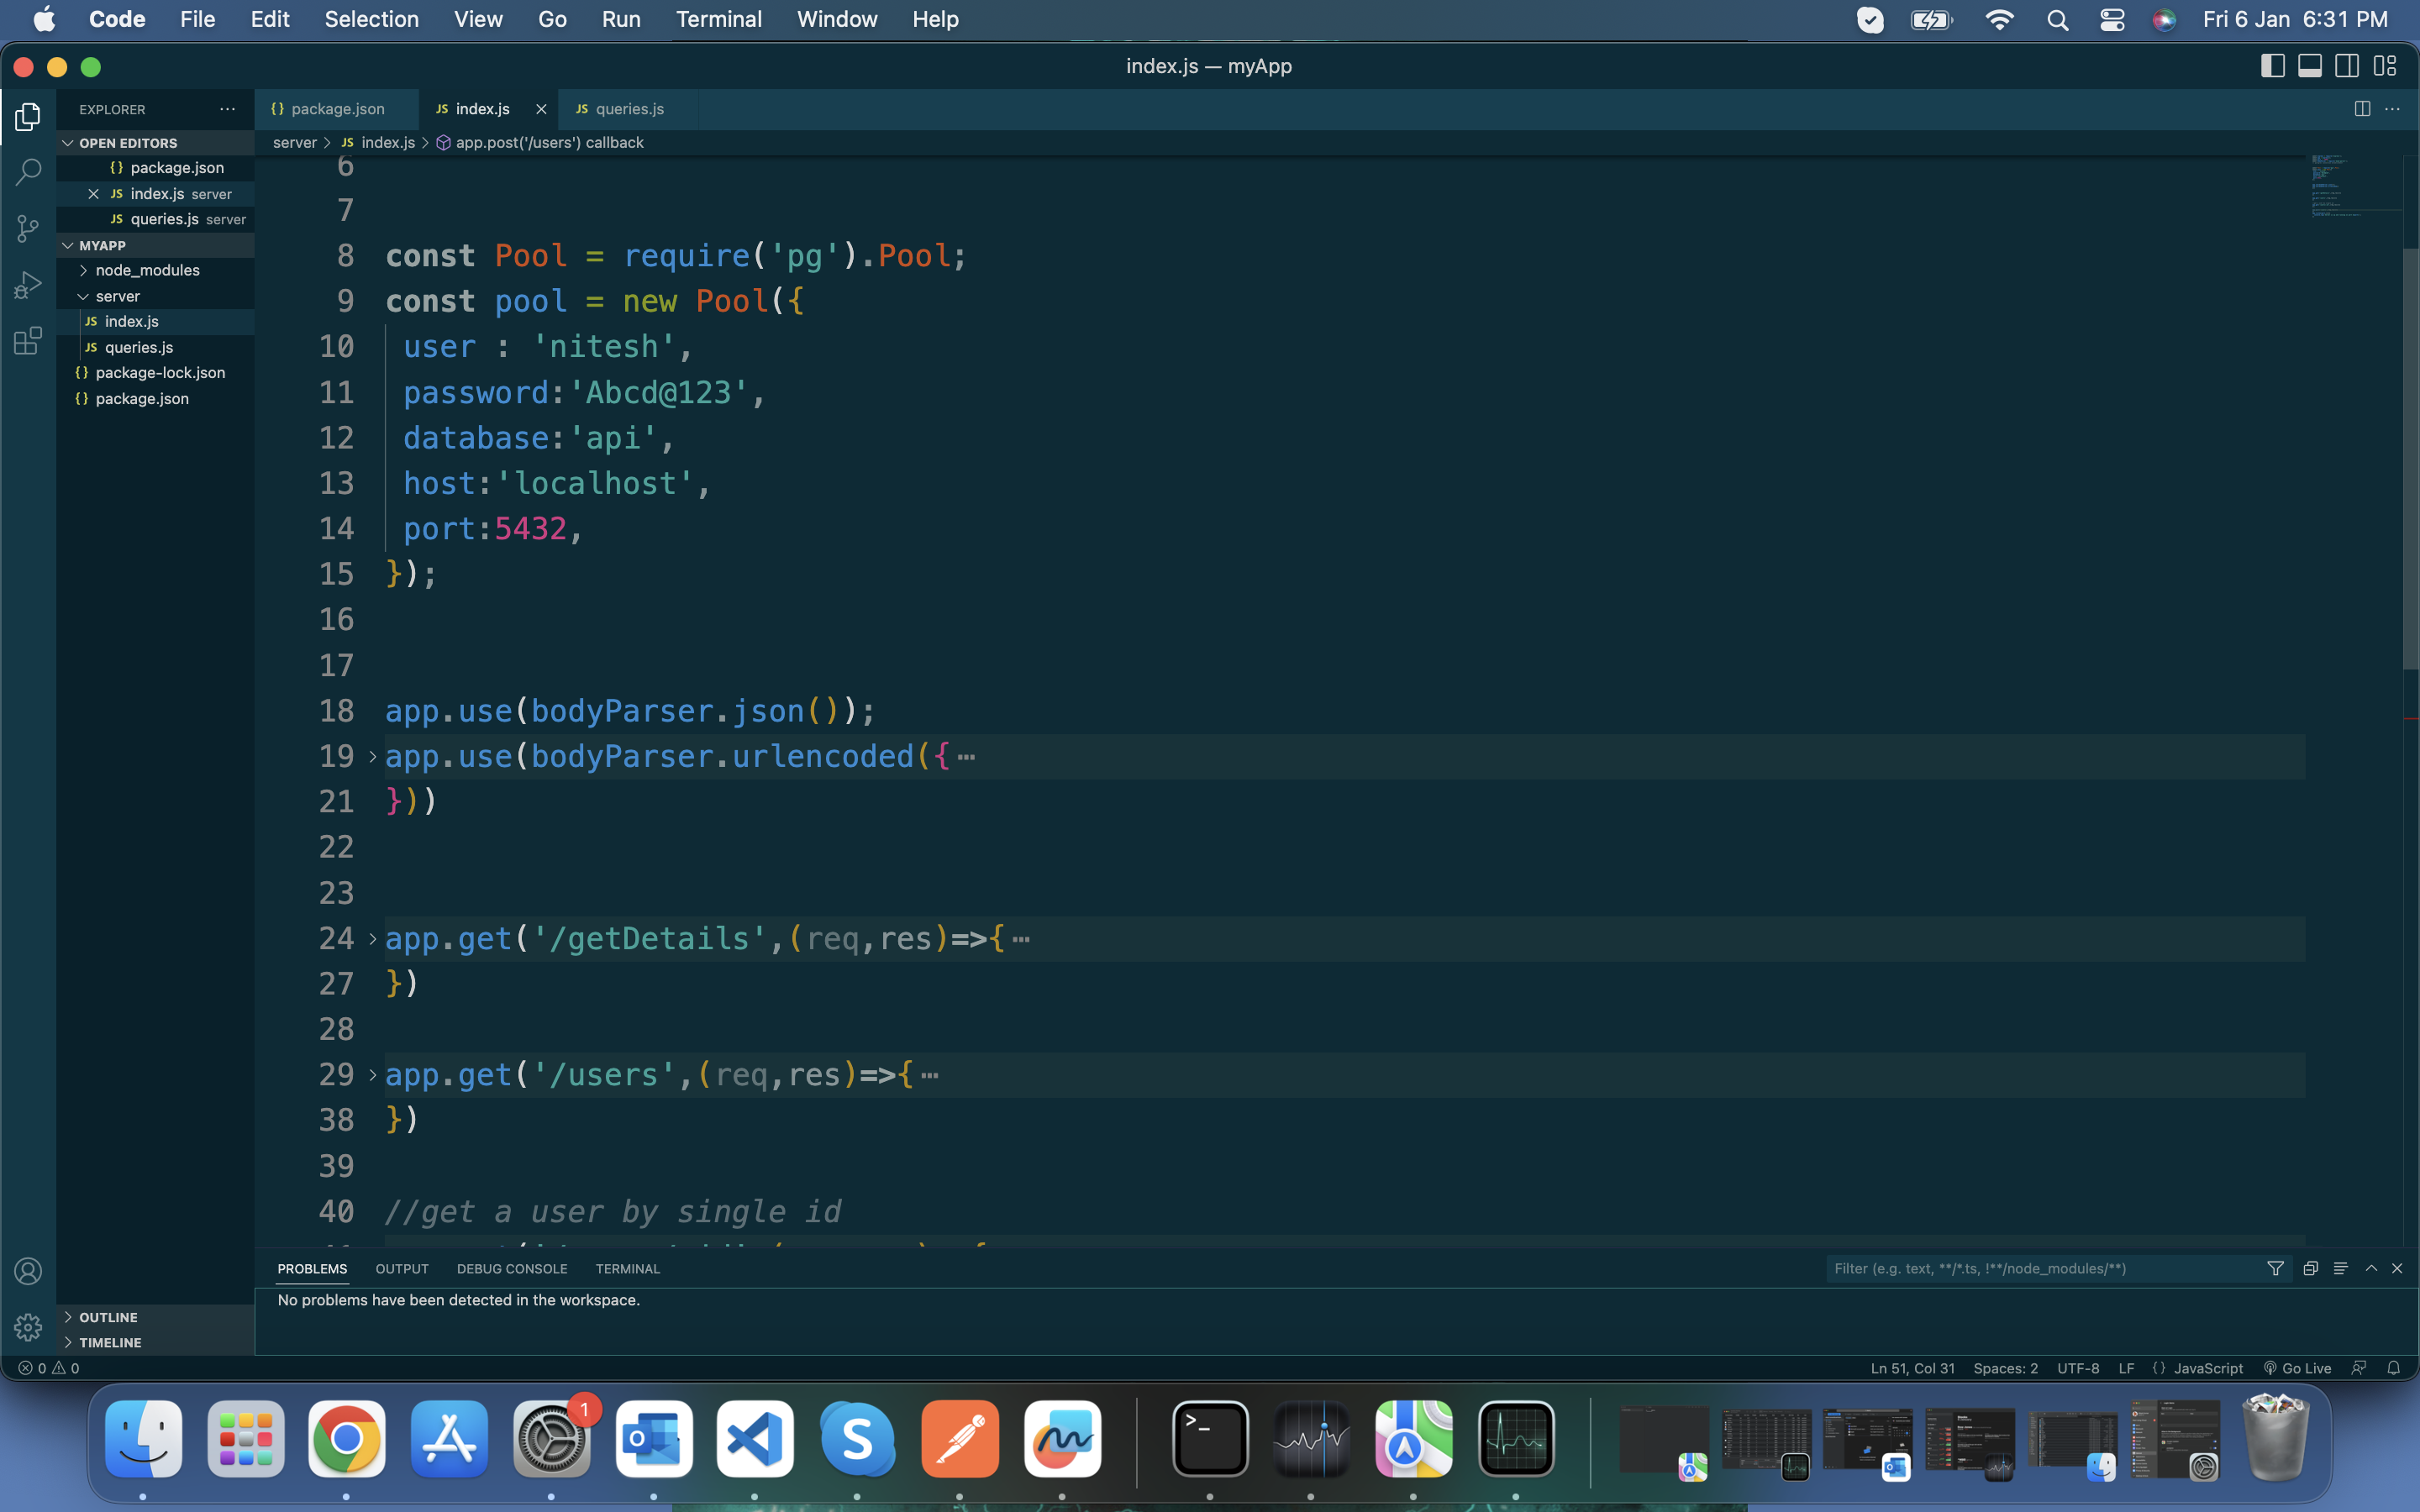 Code File Edit Selection View Go Run Terminal Window Help Fri 6 Jan 6:31 PM
index.js — myApp
EXPLORER ··· {} package.json JS index.js × JS queries.js ···
OPEN EDITORS
server > JS index.js > app.post('/users') callback
{} package.json
× JS index.js server
JS queries.js server
MYAPP
> node_modules
server
JS index.js
JS queries.js
{} package-lock.json
{} package.json
6
7
8 const Pool = require('pg').Pool;
9 const pool = new Pool({
10 user : 'nitesh',
11 password:'Abcd@123',
12 database:'api',
13 host:'localhost',
14 port:5432,
15 });
16
17
18 app.use(bodyParser.json());
19 > app.use(bodyParser.urlencoded({ ···
21 }))
22
23
24 > app.get('/getDetails',(req,res)=>{ ···
27 })
28
29 > app.get('/users',(req,res)=>{ ···
38 })
39
40 //get a user by single id
PROBLEMS OUTPUT DEBUG CONSOLE TERMINAL Filter (e.g. text, **/*.ts, !**/node_modules/**)
No problems have been detected in the workspace.
> OUTLINE
> TIMELINE
0 0 Ln 51, Col 31 Spaces: 2 UTF-8 LF {} JavaScript Go Live
1